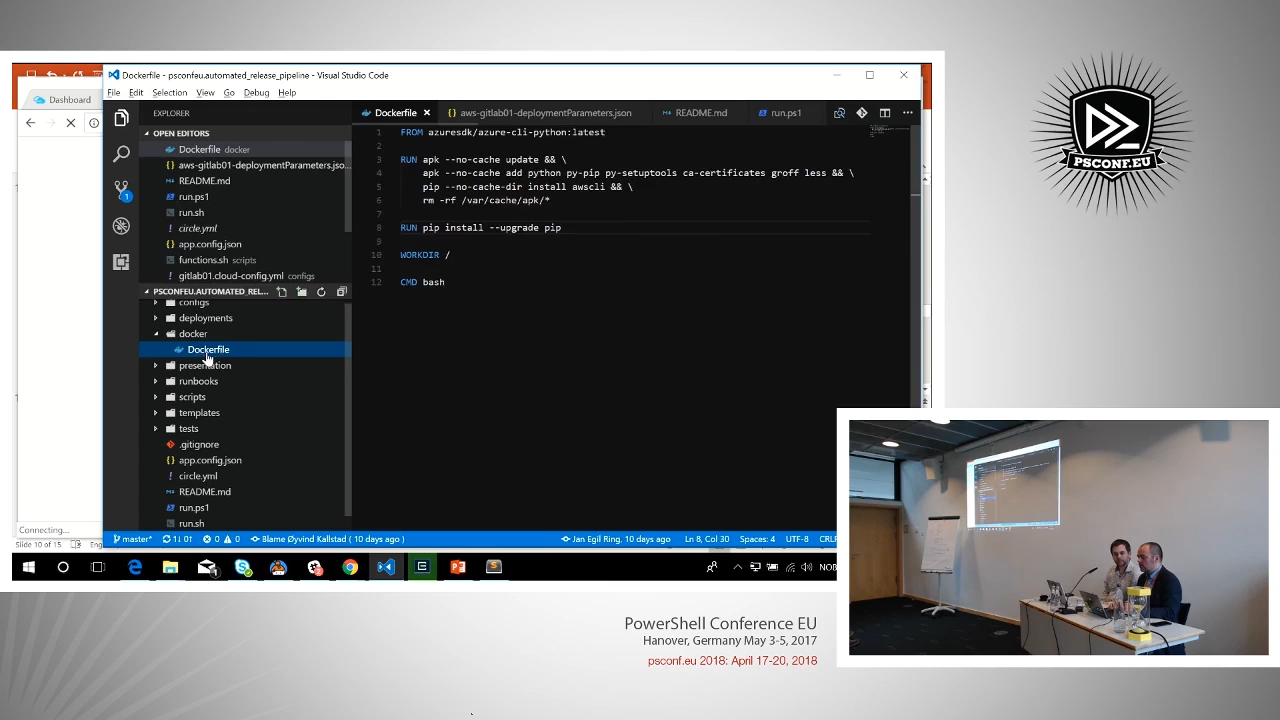 Dockerfile - psconfeu.automated_release_pipeline - Visual Studio Code
File Edit Selection View Go Debug Help
Dashboard
EXPLORER
OPEN EDITORS
Dockerfile docker
aws-gitlab01-deploymentParameters.jso...
README.md
run.ps1
run.sh
circle.yml
app.config.json
functions.sh scripts
gitlab01.cloud-config.yml configs
PSCONFEU.AUTOMATED_REL...
configs
deployments
docker
Dockerfile
presentation
runbooks
scripts
templates
tests
.gitignore
app.config.json
circle.yml
README.md
run.ps1
run.sh
Dockerfile aws-gitlab01-deploymentParameters.json README.md run.ps1
1 FROM azuresdk/azure-cli-python:latest
2
3 RUN apk --no-cache update && \
4 apk --no-cache add python py-pip py-setuptools ca-certificates groff less && \
5 pip --no-cache-dir install awscli && \
6 rm -rf /var/cache/apk/*
7
8 RUN pip install --upgrade pip
9
10 WORKDIR /
11
12 CMD bash
Connecting...
Slide 10 of 15
master* 1↓ 0↑ 0 0 Blame Øyvind Kallstad ( 10 days ago ) Jan Egil Ring, 10 days ago Ln 8, Col 30 Spaces: 4 UTF-8 CRLF
NOB
PSCONF.EU
PowerShell Conference EU
Hanover, Germany May 3-5, 2017
psconf.eu 2018: April 17-20, 2018